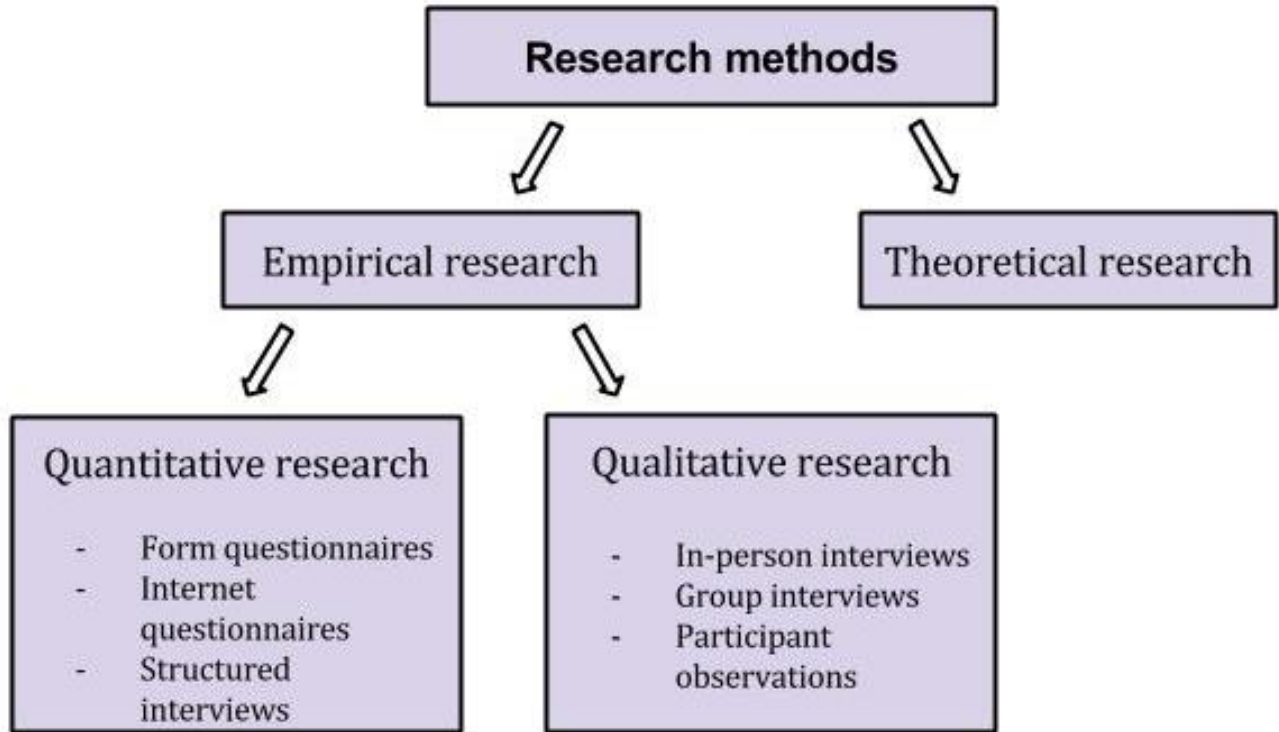 Research methods
Empirical research
Theoretical research
Quantitative research
- Form questionnaires
- Internet
questionnaires
- Structured
interviews
Qualitative research
- In-person interviews
- Group interviews
- Participant
observations